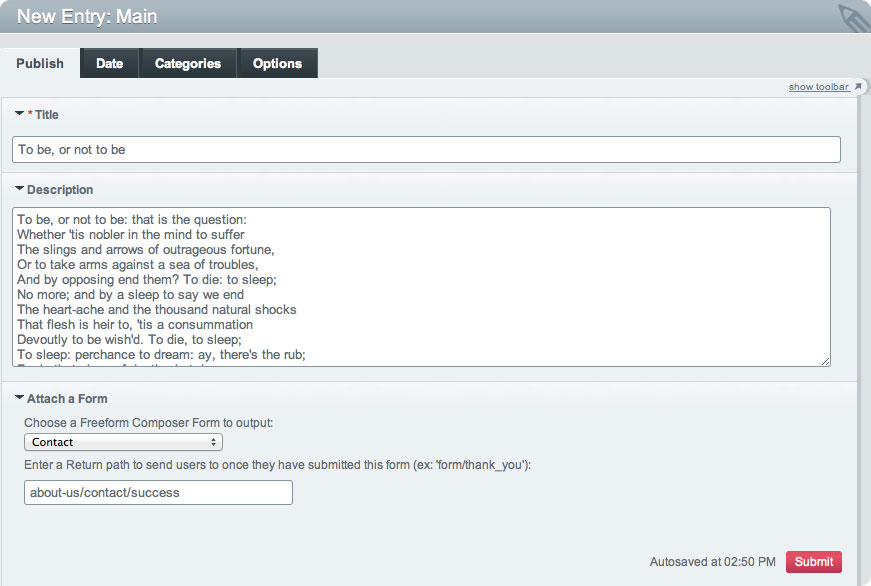 New Entry: Main
Publish Date Categories Options
show toolbar
* Title
To be, or not to be
Description
To be, or not to be: that is the question:
Whether 'tis nobler in the mind to suffer
The slings and arrows of outrageous fortune,
Or to take arms against a sea of troubles,
And by opposing end them? To die: to sleep;
No more; and by a sleep to say we end
The heart-ache and the thousand natural shocks
That flesh is heir to, 'tis a consummation
Devoutly to be wish'd. To die, to sleep;
To sleep: perchance to dream: ay, there's the rub;
Attach a Form
Choose a Freeform Composer Form to output:
Contact
Enter a Return path to send users to once they have submitted this form (ex: 'form/thank_you'):
about-us/contact/success
Autosaved at 02:50 PM Submit